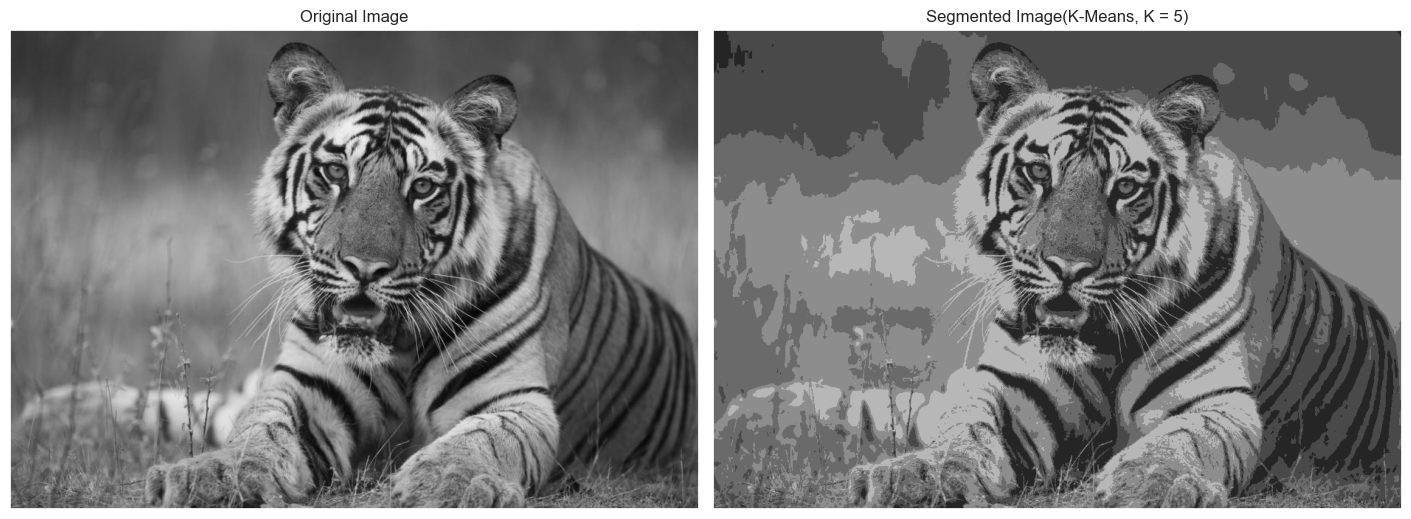 Original Image
Segmented Image(K-Means, K = 5)